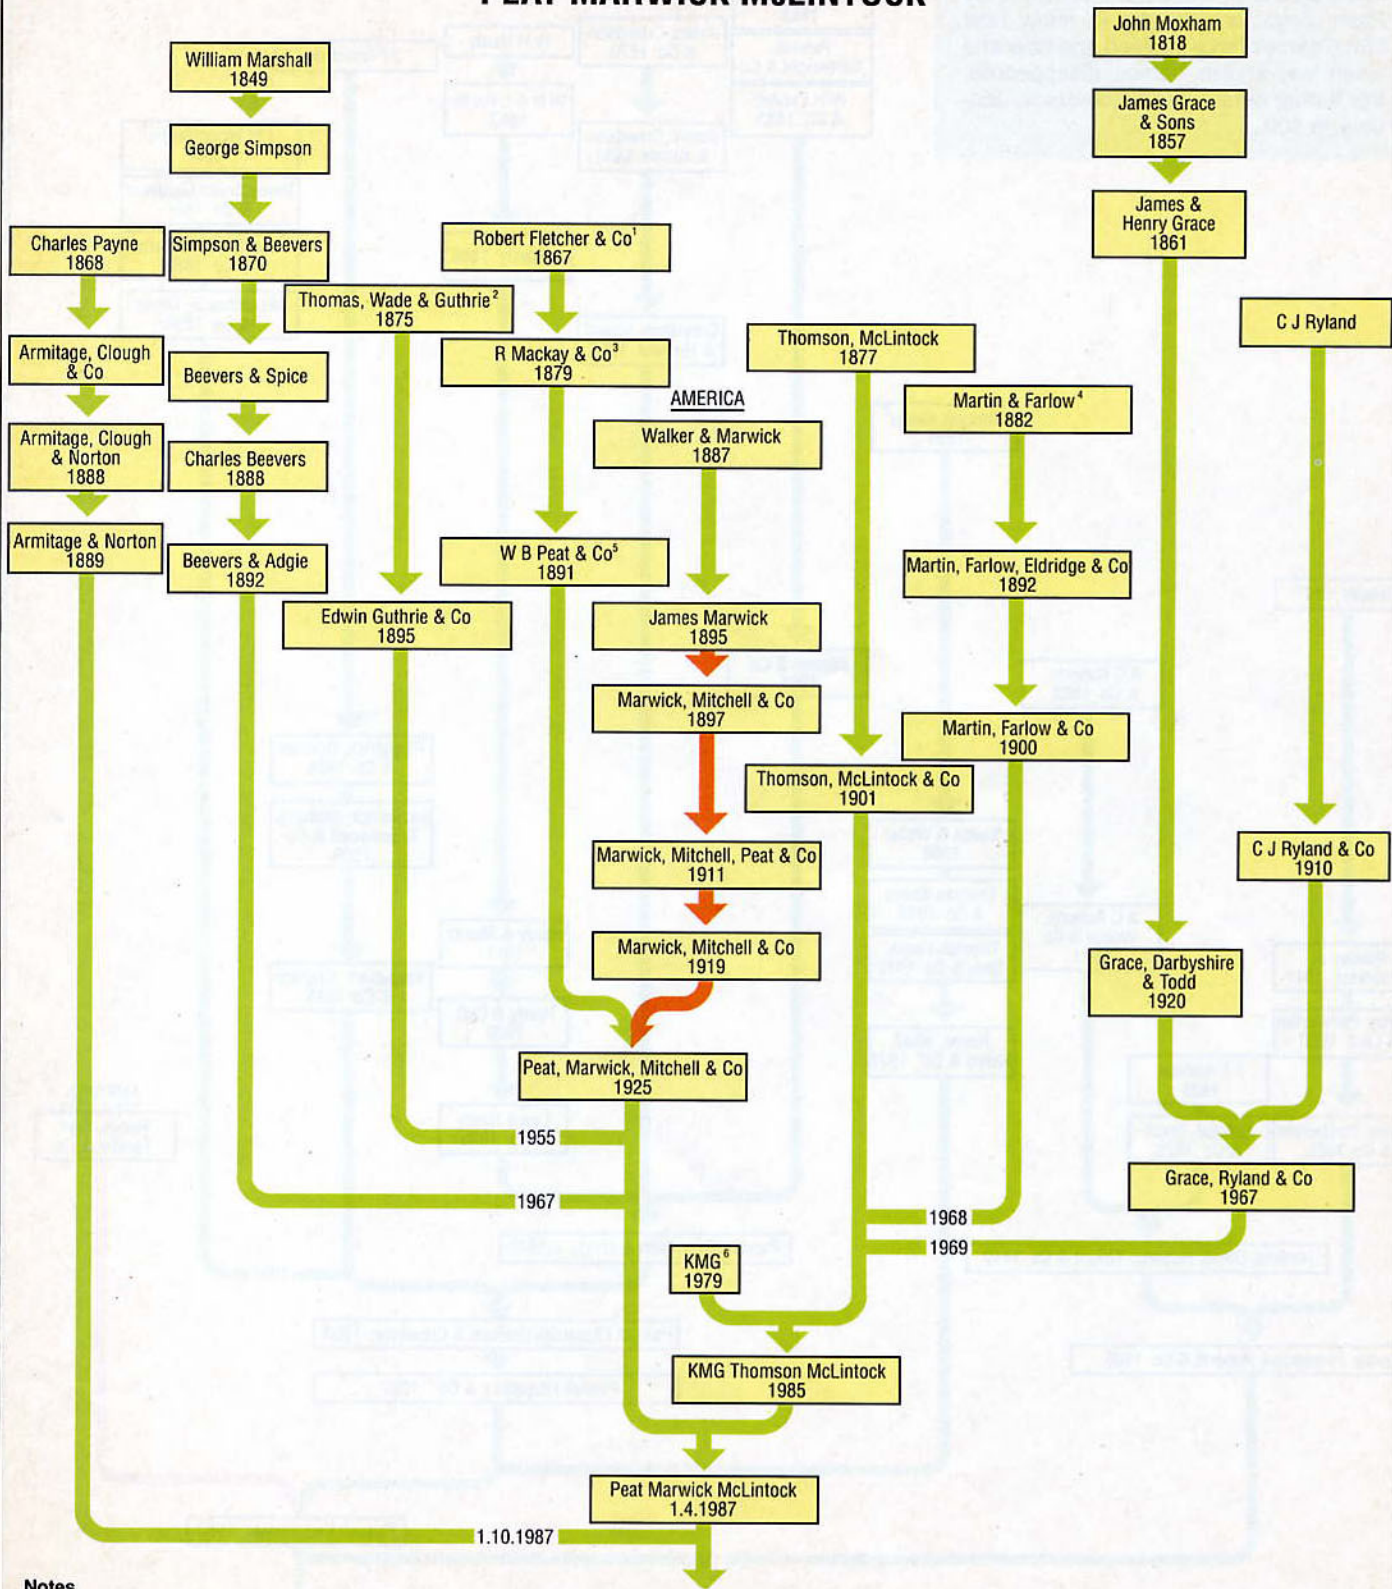 PEAT MARWICK McLINTOCK
John Moxham
1818
William Marshall
1849
James Grace
& Sons
1857
George Simpson
James &
Henry Grace
1861
Charles Payne
1868
Simpson & Beevers
1870
Robert Fletcher & Co¹
1867
Thomas, Wade & Guthrie²
1875
C J Ryland
Armitage, Clough
& Co
Beevers & Spice
R Mackay & Co³
1879
Thomson, McLintock
1877
AMERICA
Martin & Farlow⁴
1882
Walker & Marwick
1887
Armitage, Clough
& Norton
1888
Charles Beevers
1888
Armitage & Norton
1889
Beevers & Adgie
1892
W B Peat & Co⁵
1891
Martin, Farlow, Eldridge & Co
1892
Edwin Guthrie & Co
1895
James Marwick
1895
Marwick, Mitchell & Co
1897
Martin, Farlow & Co
1900
Thomson, McLintock & Co
1901
Marwick, Mitchell, Peat & Co
1911
C J Ryland & Co
1910
Marwick, Mitchell & Co
1919
Grace, Darbyshire
& Todd
1920
Peat, Marwick, Mitchell & Co
1925
1955
1967
Grace, Ryland & Co
1967
1968
1969
KMG⁶
1979
KMG Thomson McLintock
1985
Peat Marwick McLintock
1.4.1987
1.10.1987
Notes